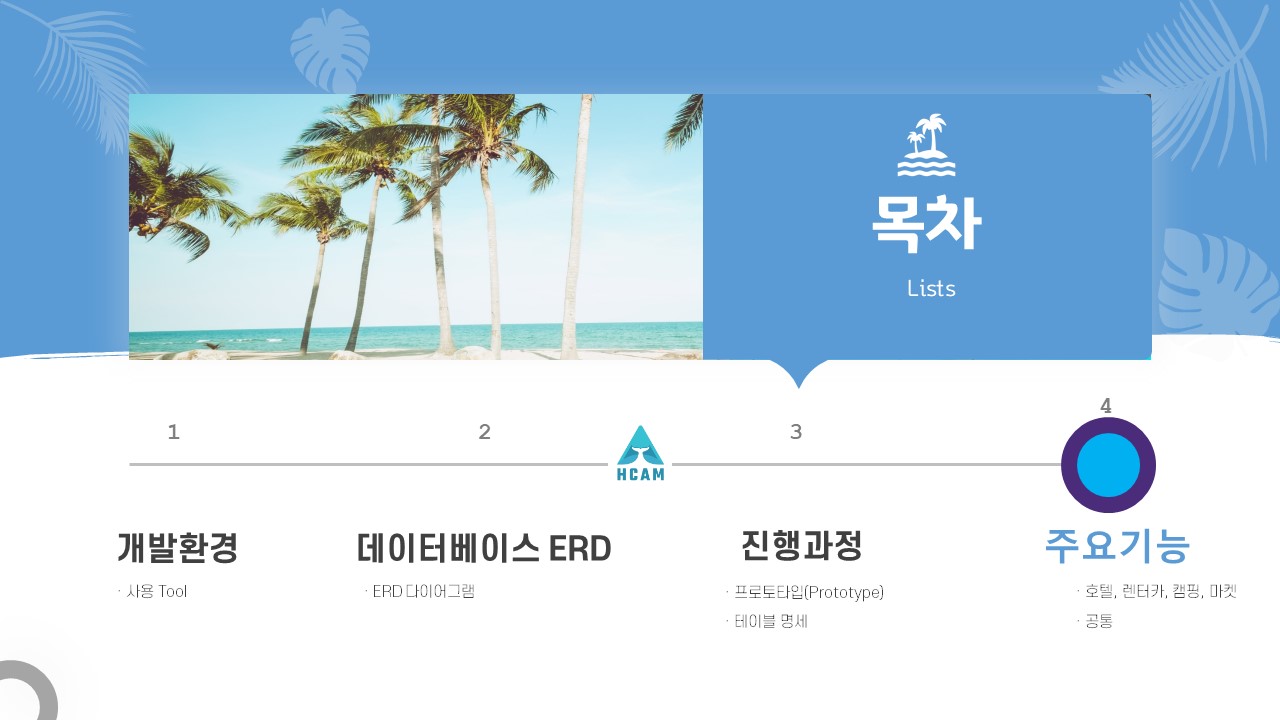 목차
Lists
1
2
3
4
HCAM
개발환경
· 사용 Tool
데이터베이스 ERD
· ERD 다이어그램
진행과정
· 프로토타입(Prototype)
· 테이블 명세
주요기능
· 호텔, 렌터카, 캠핑, 마켓
· 공통